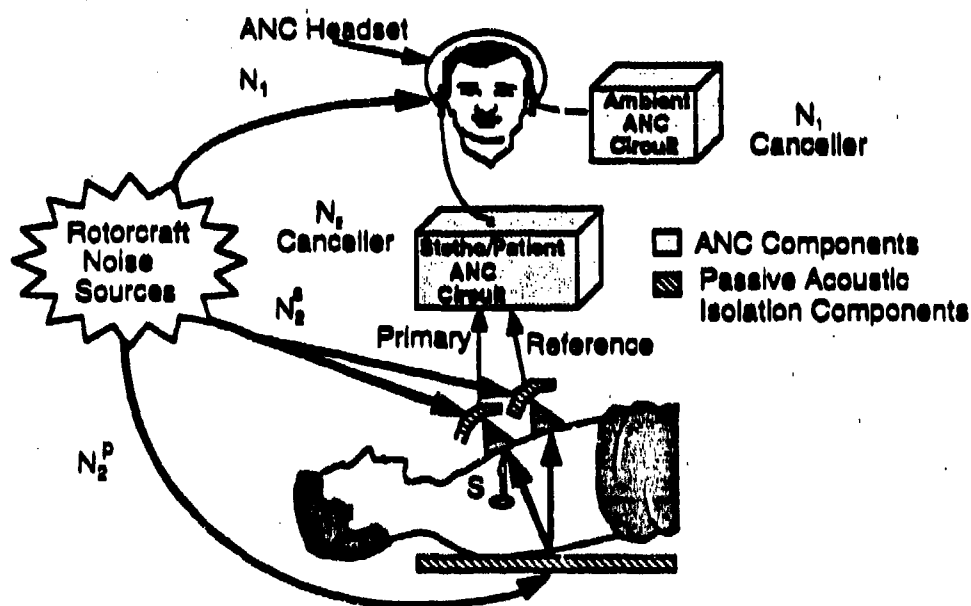 ANC Headset
N₁
Ambient
ANC
Circuit
N₁
Canceller
Rotorcraft
Noise
Sources
N₂
Canceller
Stetho/Patient
ANC
Circuit
ANC Components
Passive Acoustic
Isolation Components
N₂ˢ
Primary
Reference
N₂ᴾ
S